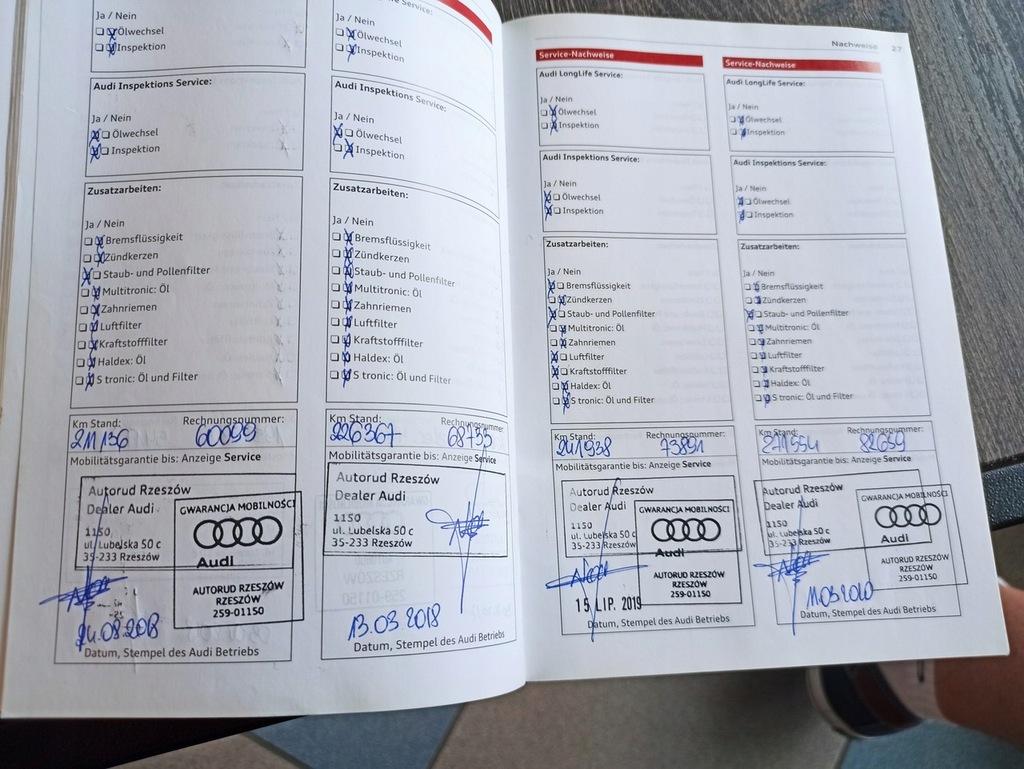 Ja / Nein
Ölwechsel
Inspektion
Audi Inspektions Service:
Ja / Nein
Ölwechsel
Inspektion
Zusatzarbeiten:
Ja / Nein
Bremsflüssigkeit
Zündkerzen
Staub- und Pollenfilter
Multitronic: Öl
Zahnriemen
Luftfilter
Kraftstofffilter
Haldex: Öl
S tronic: Öl und Filter
Km Stand: Rechnungsnummer:
211136 60099
Mobilitätsgarantie bis: Anzeige Service
Autorud Rzeszów
Dealer Audi
1150
ul. Lubelska 50 c
35-233 Rzeszów
GWARANCJA MOBILNOŚCI
Audi
AUTORUD RZESZÓW
RZESZÓW
259-01150
24.08.2018
Datum, Stempel des Audi Betriebs
Service:
Ja / Nein
Ölwechsel
Inspektion
Audi Inspektions Service:
Ja / Nein
Ölwechsel
Inspektion
Zusatzarbeiten:
Ja / Nein
Bremsflüssigkeit
Zündkerzen
Staub- und Pollenfilter
Multitronic: Öl
Zahnriemen
Luftfilter
Kraftstofffilter
Haldex: Öl
S tronic: Öl und Filter
Km Stand: Rechnungsnummer:
226367 68735
Mobilitätsgarantie bis: Anzeige Service
Autorud Rzeszów
Dealer Audi
1150
ul. Lubelska 50 c
35-233 Rzeszów
13.03 2018
Datum, Stempel des Audi Betriebs
Nachweise 27
Service-Nachweise
Audi LongLife Service:
Ja / Nein
Ölwechsel
Inspektion
Audi Inspektions Service:
Ja / Nein
Ölwechsel
Inspektion
Zusatzarbeiten:
Ja / Nein
Bremsflüssigkeit
Zündkerzen
Staub- und Pollenfilter
Multitronic: Öl
Zahnriemen
Luftfilter
Kraftstofffilter
Haldex: Öl
S tronic: Öl und Filter
Km Stand: Rechnungsnummer:
241938 73891
Mobilitätsgarantie bis: Anzeige Service
Autorud Rzeszów
Dealer Audi
1150
ul. Lubelska 50 c
35-233 Rzeszów
GWARANCJA MOBILNOŚCI
Audi
AUTORUD RZESZÓW
RZESZÓW
259-01150
15 LIP. 2019
Datum, Stempel des Audi Betriebs
Service-Nachweise
Audi LongLife Service:
Ja / Nein
Ölwechsel
Inspektion
Audi Inspektions Service:
Ja / Nein
Ölwechsel
Inspektion
Zusatzarbeiten:
Ja / Nein
Bremsflüssigkeit
Zündkerzen
Staub- und Pollenfilter
Multitronic: Öl
Zahnriemen
Luftfilter
Kraftstofffilter
Haldex: Öl
S tronic: Öl und Filter
Km Stand: Rechnungsnummer:
82659
Mobilitätsgarantie bis: Anzeige Service
Autorud Rzeszów
Dealer Audi
1150
ul. Lubelska 50 c
35-233 Rzeszów
GWARANCJA MOBILNOŚCI
Audi
AUTORUD RZESZÓW
RZESZÓW
259-01150
11.03.2020
Datum, Stempel des Audi Betriebs